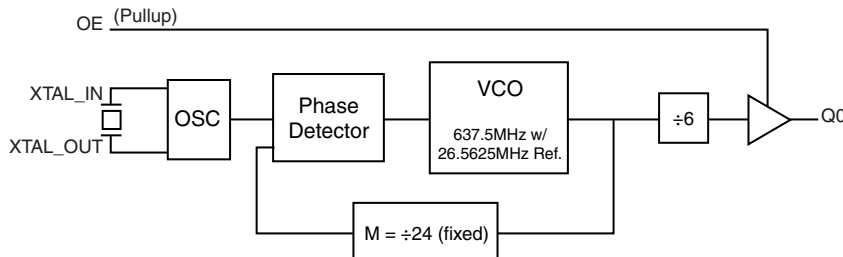 OE (Pullup)
XTAL_IN
XTAL_OUT
OSC
Phase
Detector
VCO
637.5MHz w/
26.5625MHz Ref.
÷6
Q0
M = ÷24 (fixed)